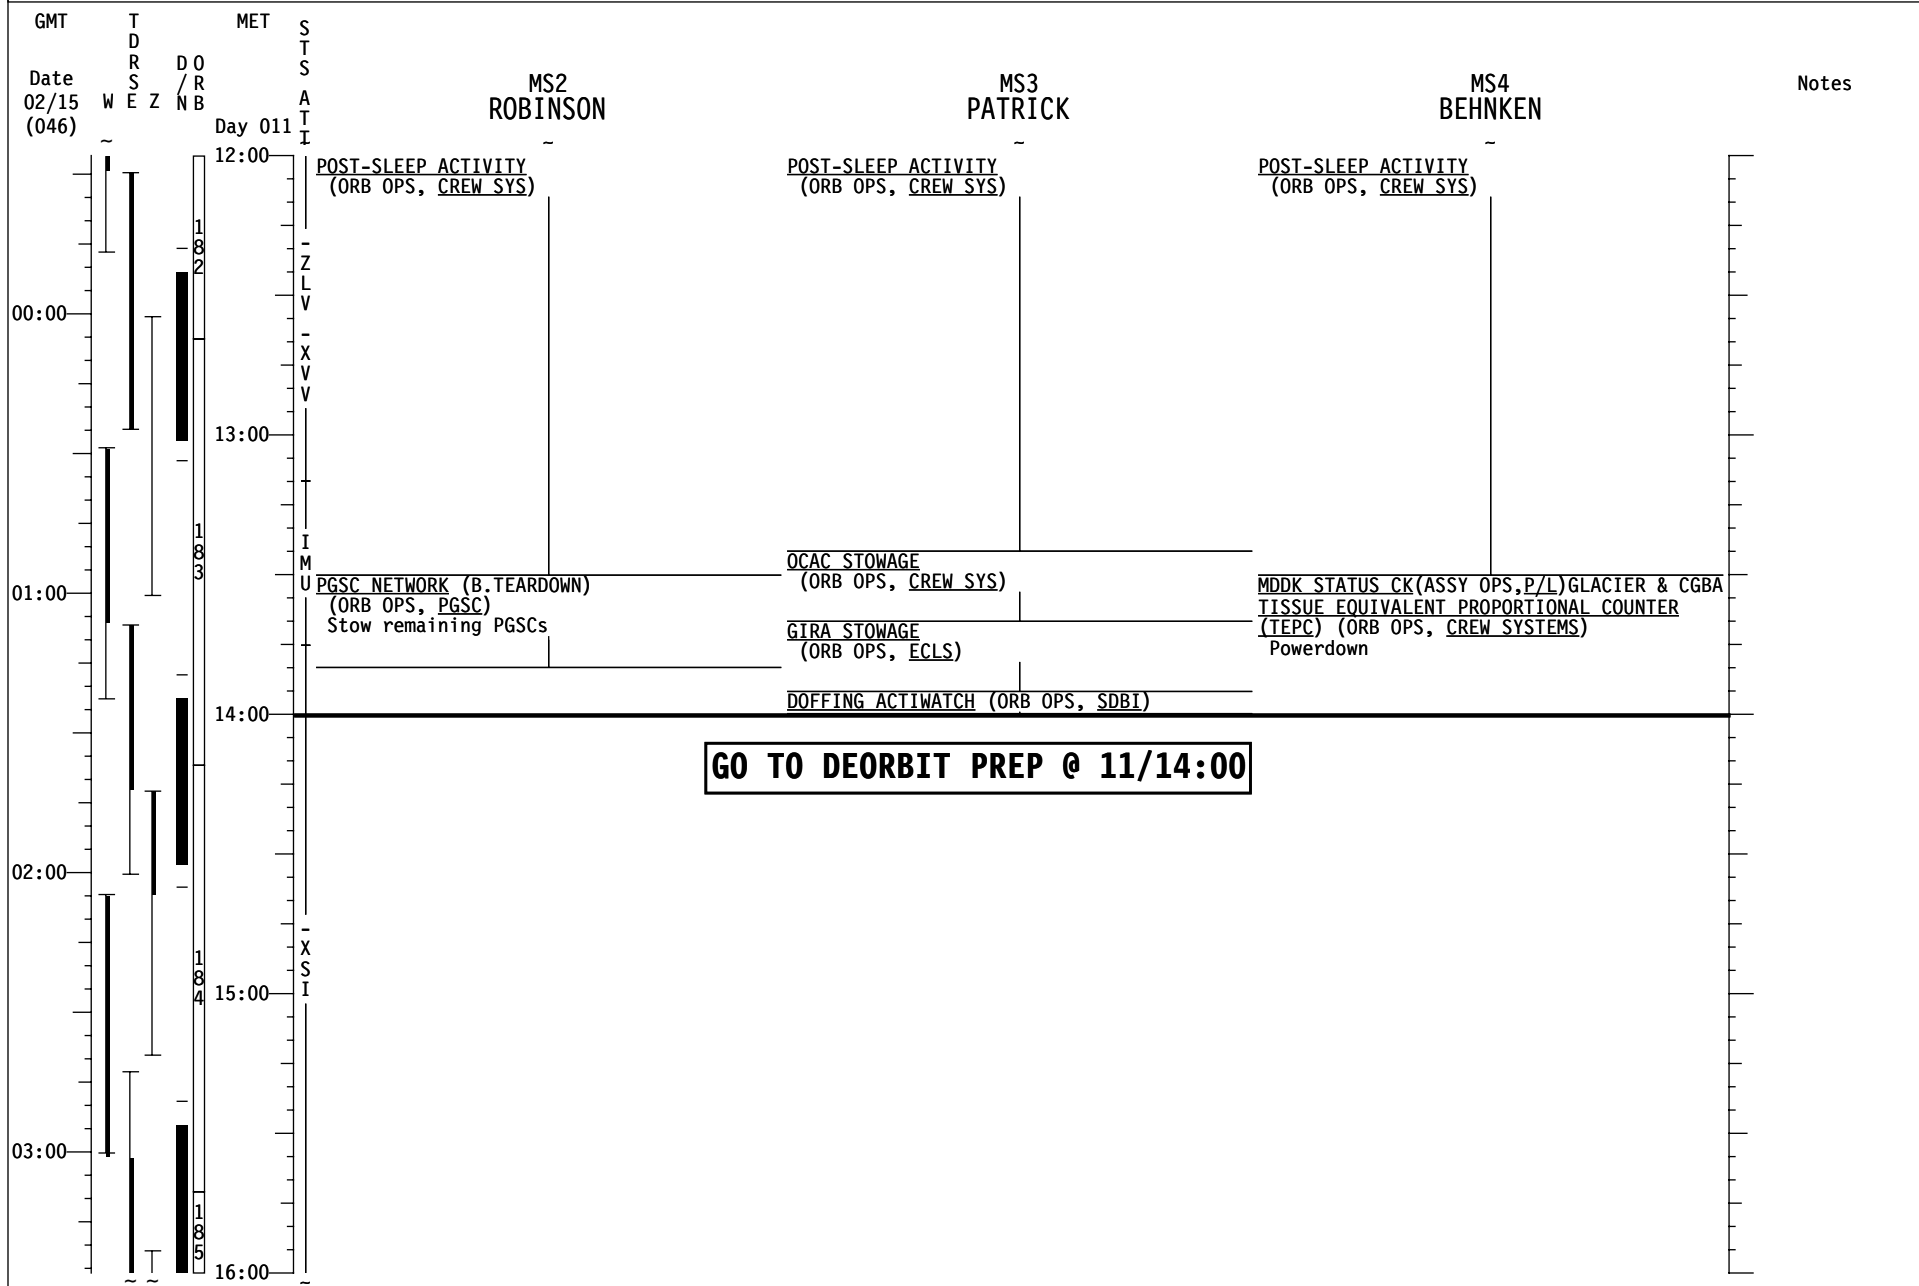 GMT
TDRS
MET
STS ATT
Date
02/15
(046)
W E Z
D/N
ORB
Day 011
MS2
ROBINSON
MS3
PATRICK
MS4
BEHNKEN
Notes
~
~
~
~
12:00
POST-SLEEP ACTIVITY
(ORB OPS, CREW SYS)
POST-SLEEP ACTIVITY
(ORB OPS, CREW SYS)
POST-SLEEP ACTIVITY
(ORB OPS, CREW SYS)
182
-ZLV
-XVV
00:00
13:00
183
IMU
01:00
PGSC NETWORK (B.TEARDOWN)
(ORB OPS, PGSC)
Stow remaining PGSCs
OCAC STOWAGE
(ORB OPS, CREW SYS)
GIRA STOWAGE
(ORB OPS, ECLS)
DOFFING ACTIWATCH (ORB OPS, SDBI)
MDDK STATUS CK(ASSY OPS,P/L)GLACIER & CGBA
TISSUE EQUIVALENT PROPORTIONAL COUNTER
(TEPC) (ORB OPS, CREW SYSTEMS)
Powerdown
14:00
GO TO DEORBIT PREP @ 11/14:00
02:00
-XSI
184
15:00
03:00
185
16:00
~ ~
~